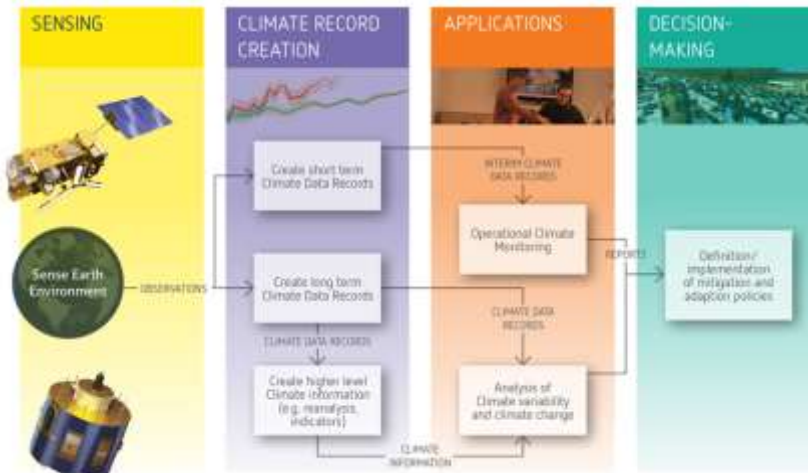 SENSING
CLIMATE RECORD
CREATION
APPLICATIONS
DECISION-
MAKING
Create short term
Climate Data Records
INTERIM CLIMATE
DATA RECORDS
Operational Climate
Monitoring
REPORTS
Definition/
implementation
of mitigation and
adaption policies
Sense Earth
Environment
OBSERVATIONS
Create long term
Climate Data Records
CLIMATE DATA RECORDS
CLIMATE DATA
RECORDS
Create higher level
Climate information
(e.g. reanalysis,
indicators)
Analysis of
Climate variability
and climate change
CLIMATE
INFORMATION